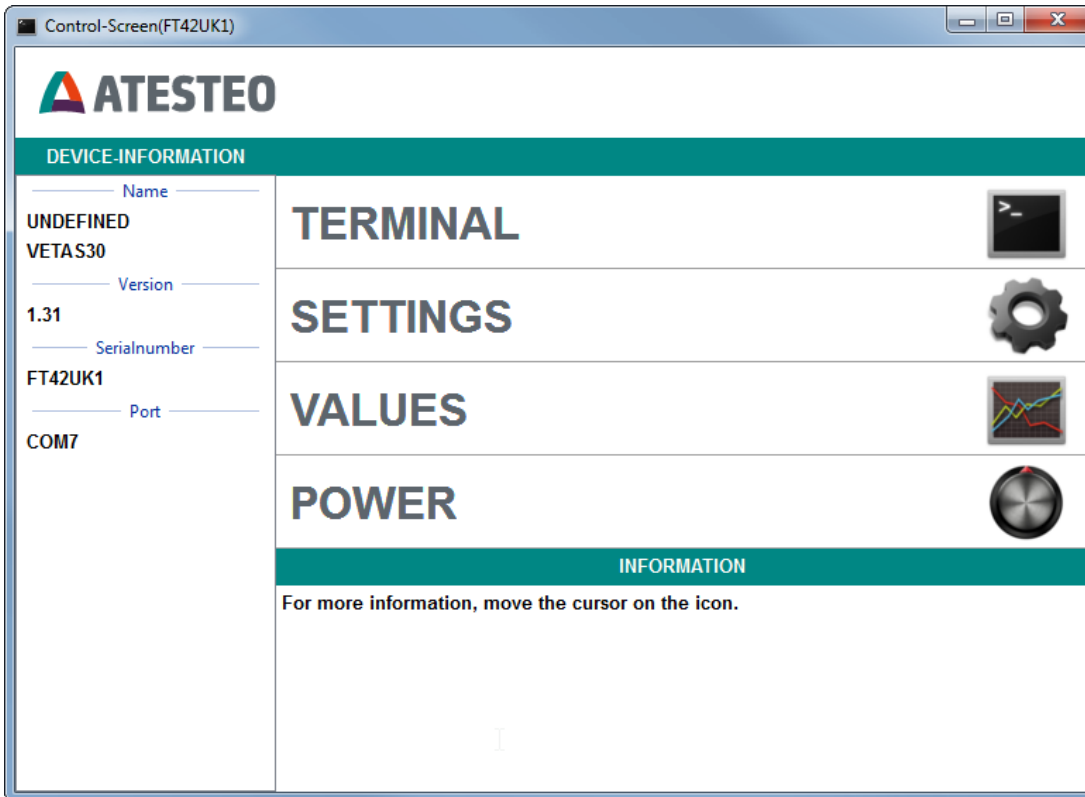 Control-Screen(FT42UK1)
ATESTEO
DEVICE-INFORMATION
Name
UNDEFINED
VETAS30
Version
1.31
Serialnumber
FT42UK1
Port
COM7
TERMINAL
>_
SETTINGS
VALUES
POWER
INFORMATION
For more information, move the cursor on the icon.